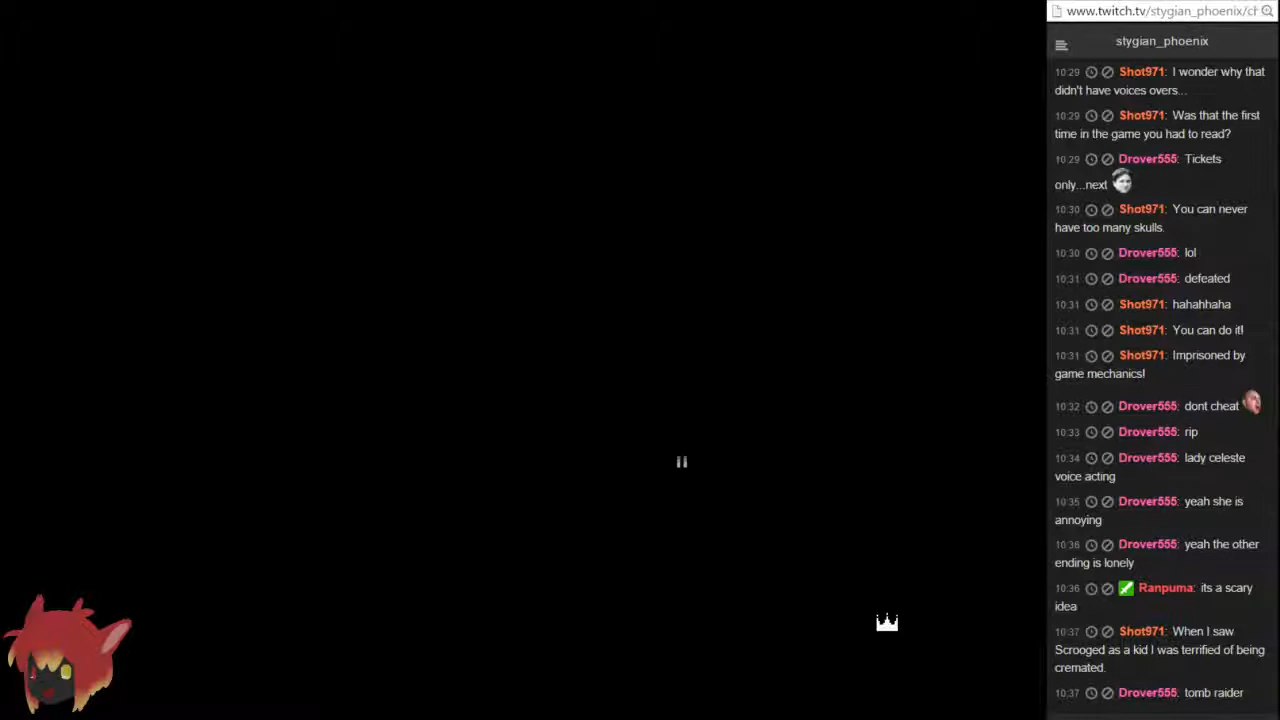 www.twitch.tv/stygian_phoenix/ch
stygian_phoenix
10:29 Shot971: I wonder why that
didn't have voices overs...
10:29 Shot971: Was that the first
time in the game you had to read?
10:29 Drover555: Tickets
only...next
10:30 Shot971: You can never
have too many skulls.
10:30 Drover555: lol
10:31 Drover555: defeated
10:31 Shot971: hahahhaha
10:31 Shot971: You can do it!
10:31 Shot971: Imprisoned by
game mechanics!
10:32 Drover555: dont cheat
10:33 Drover555: rip
10:34 Drover555: lady celeste
voice acting
10:35 Drover555: yeah she is
annoying
10:36 Drover555: yeah the other
ending is lonely
10:36 Ranpuma: its a scary
idea
10:37 Shot971: When I saw
Scrooged as a kid I was terrified of being
cremated.
10:37 Drover555: tomb raider